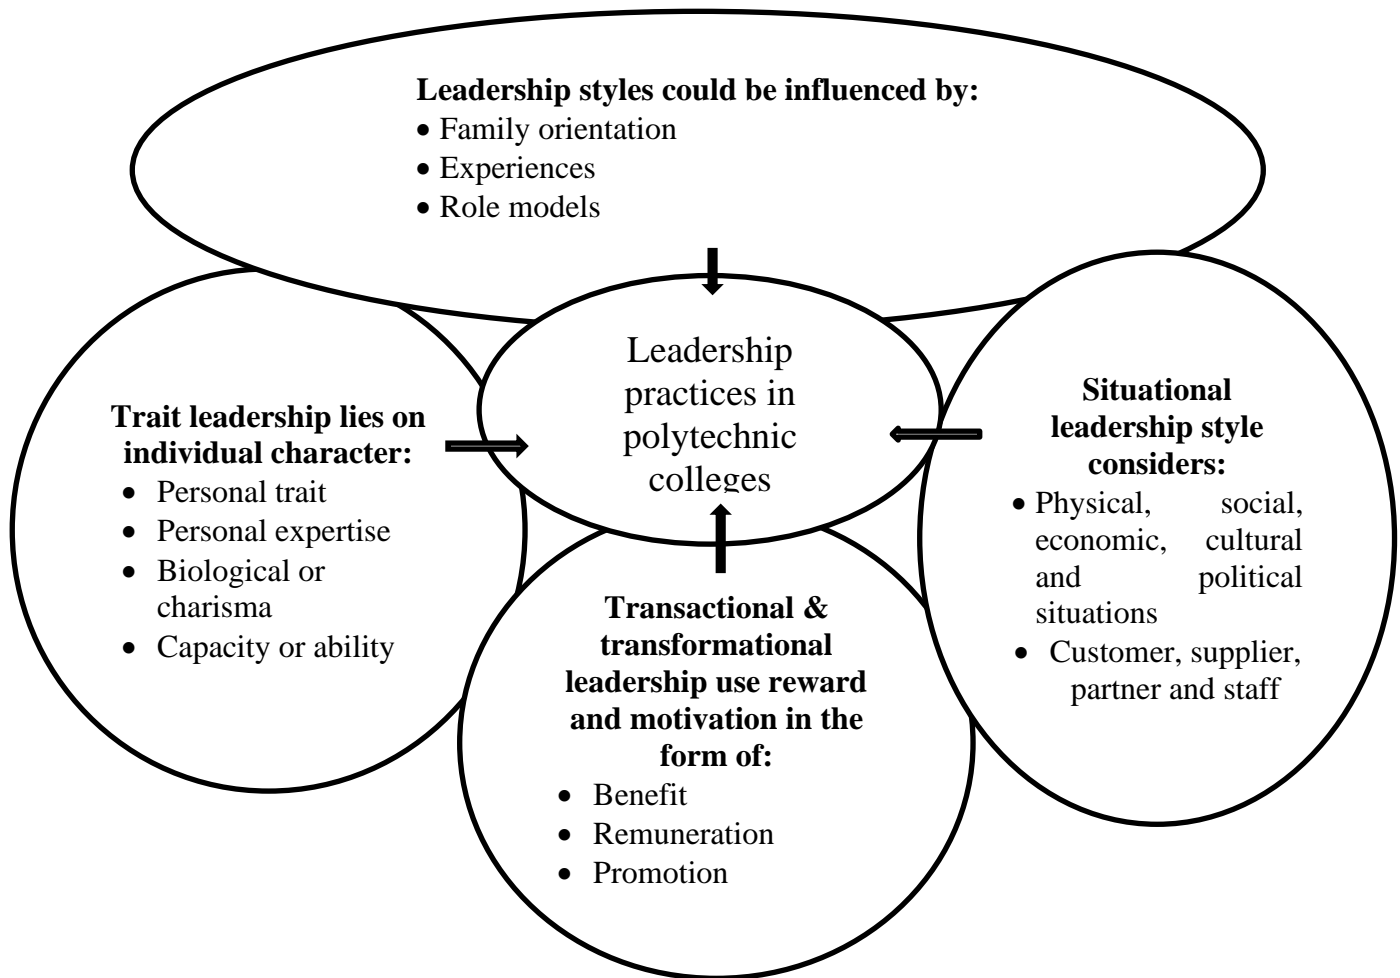 Leadership styles could be influenced by:
• Family orientation
• Experiences
• Role models
Leadership
practices in
polytechnic
colleges
Trait leadership lies on
individual character:
• Personal trait
• Personal expertise
• Biological or
charisma
• Capacity or ability
Situational
leadership style
considers:
• Physical, social,
economic, cultural
and political
situations
• Customer, supplier,
partner and staff
Transactional &
transformational
leadership use reward
and motivation in the
form of:
• Benefit
• Remuneration
• Promotion